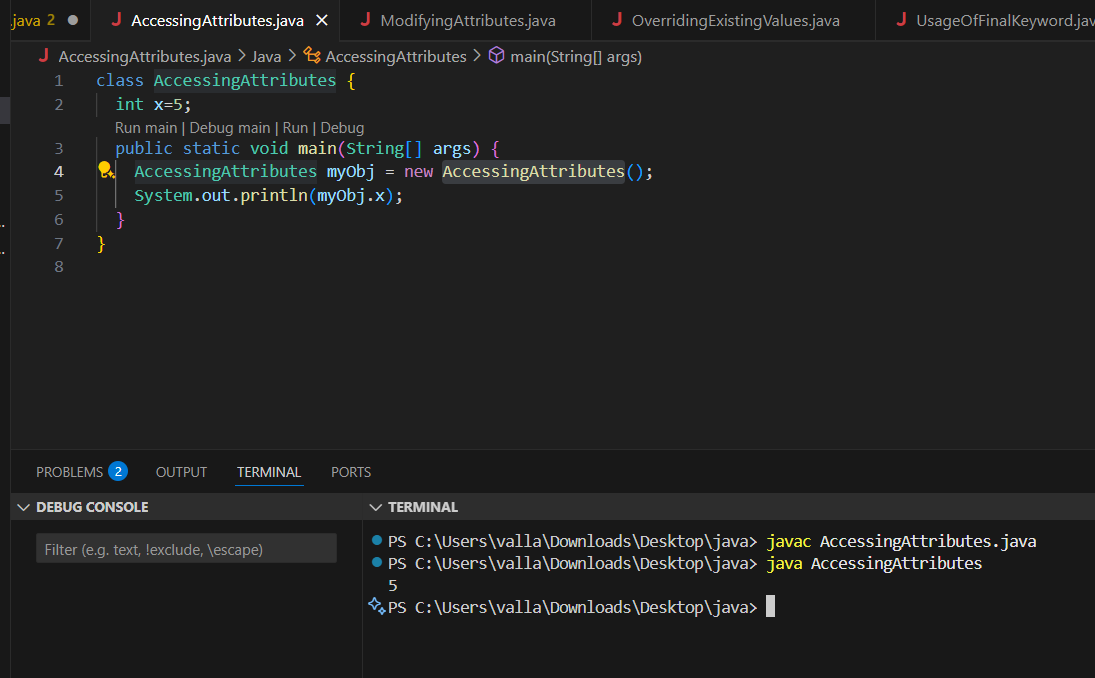 .java 2 AccessingAttributes.java ModifyingAttributes.java OverridingExistingValues.java UsageOfFinalKeyword.jav
AccessingAttributes.java > Java > AccessingAttributes > main(String[] args)
1 class AccessingAttributes {
2 int x=5;
Run main | Debug main | Run | Debug
3 public static void main(String[] args) {
4 AccessingAttributes myObj = new AccessingAttributes();
5 System.out.println(myObj.x);
6 }
7 }
8
PROBLEMS 2 OUTPUT TERMINAL PORTS
DEBUG CONSOLE
Filter (e.g. text, !exclude, \escape)
TERMINAL
PS C:\Users\valla\Downloads\Desktop\java> javac AccessingAttributes.java
PS C:\Users\valla\Downloads\Desktop\java> java AccessingAttributes
5
PS C:\Users\valla\Downloads\Desktop\java>